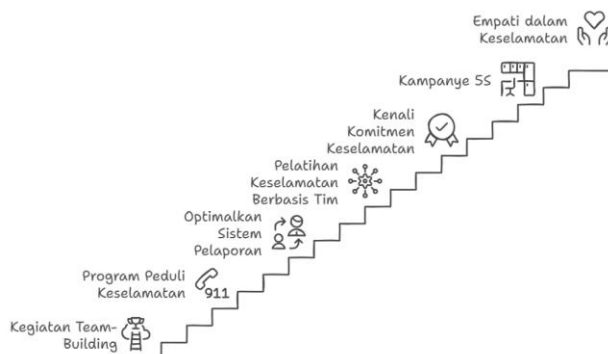 Empati dalam
Keselamatan
Kampanye 5S
Kenali
Komitmen
Keselamatan
Pelatihan
Keselamatan
Berbasis Tim
Optimalkan
Sistem
Pelaporan
Program Peduli
Keselamatan
911
Kegiatan Team-
Building